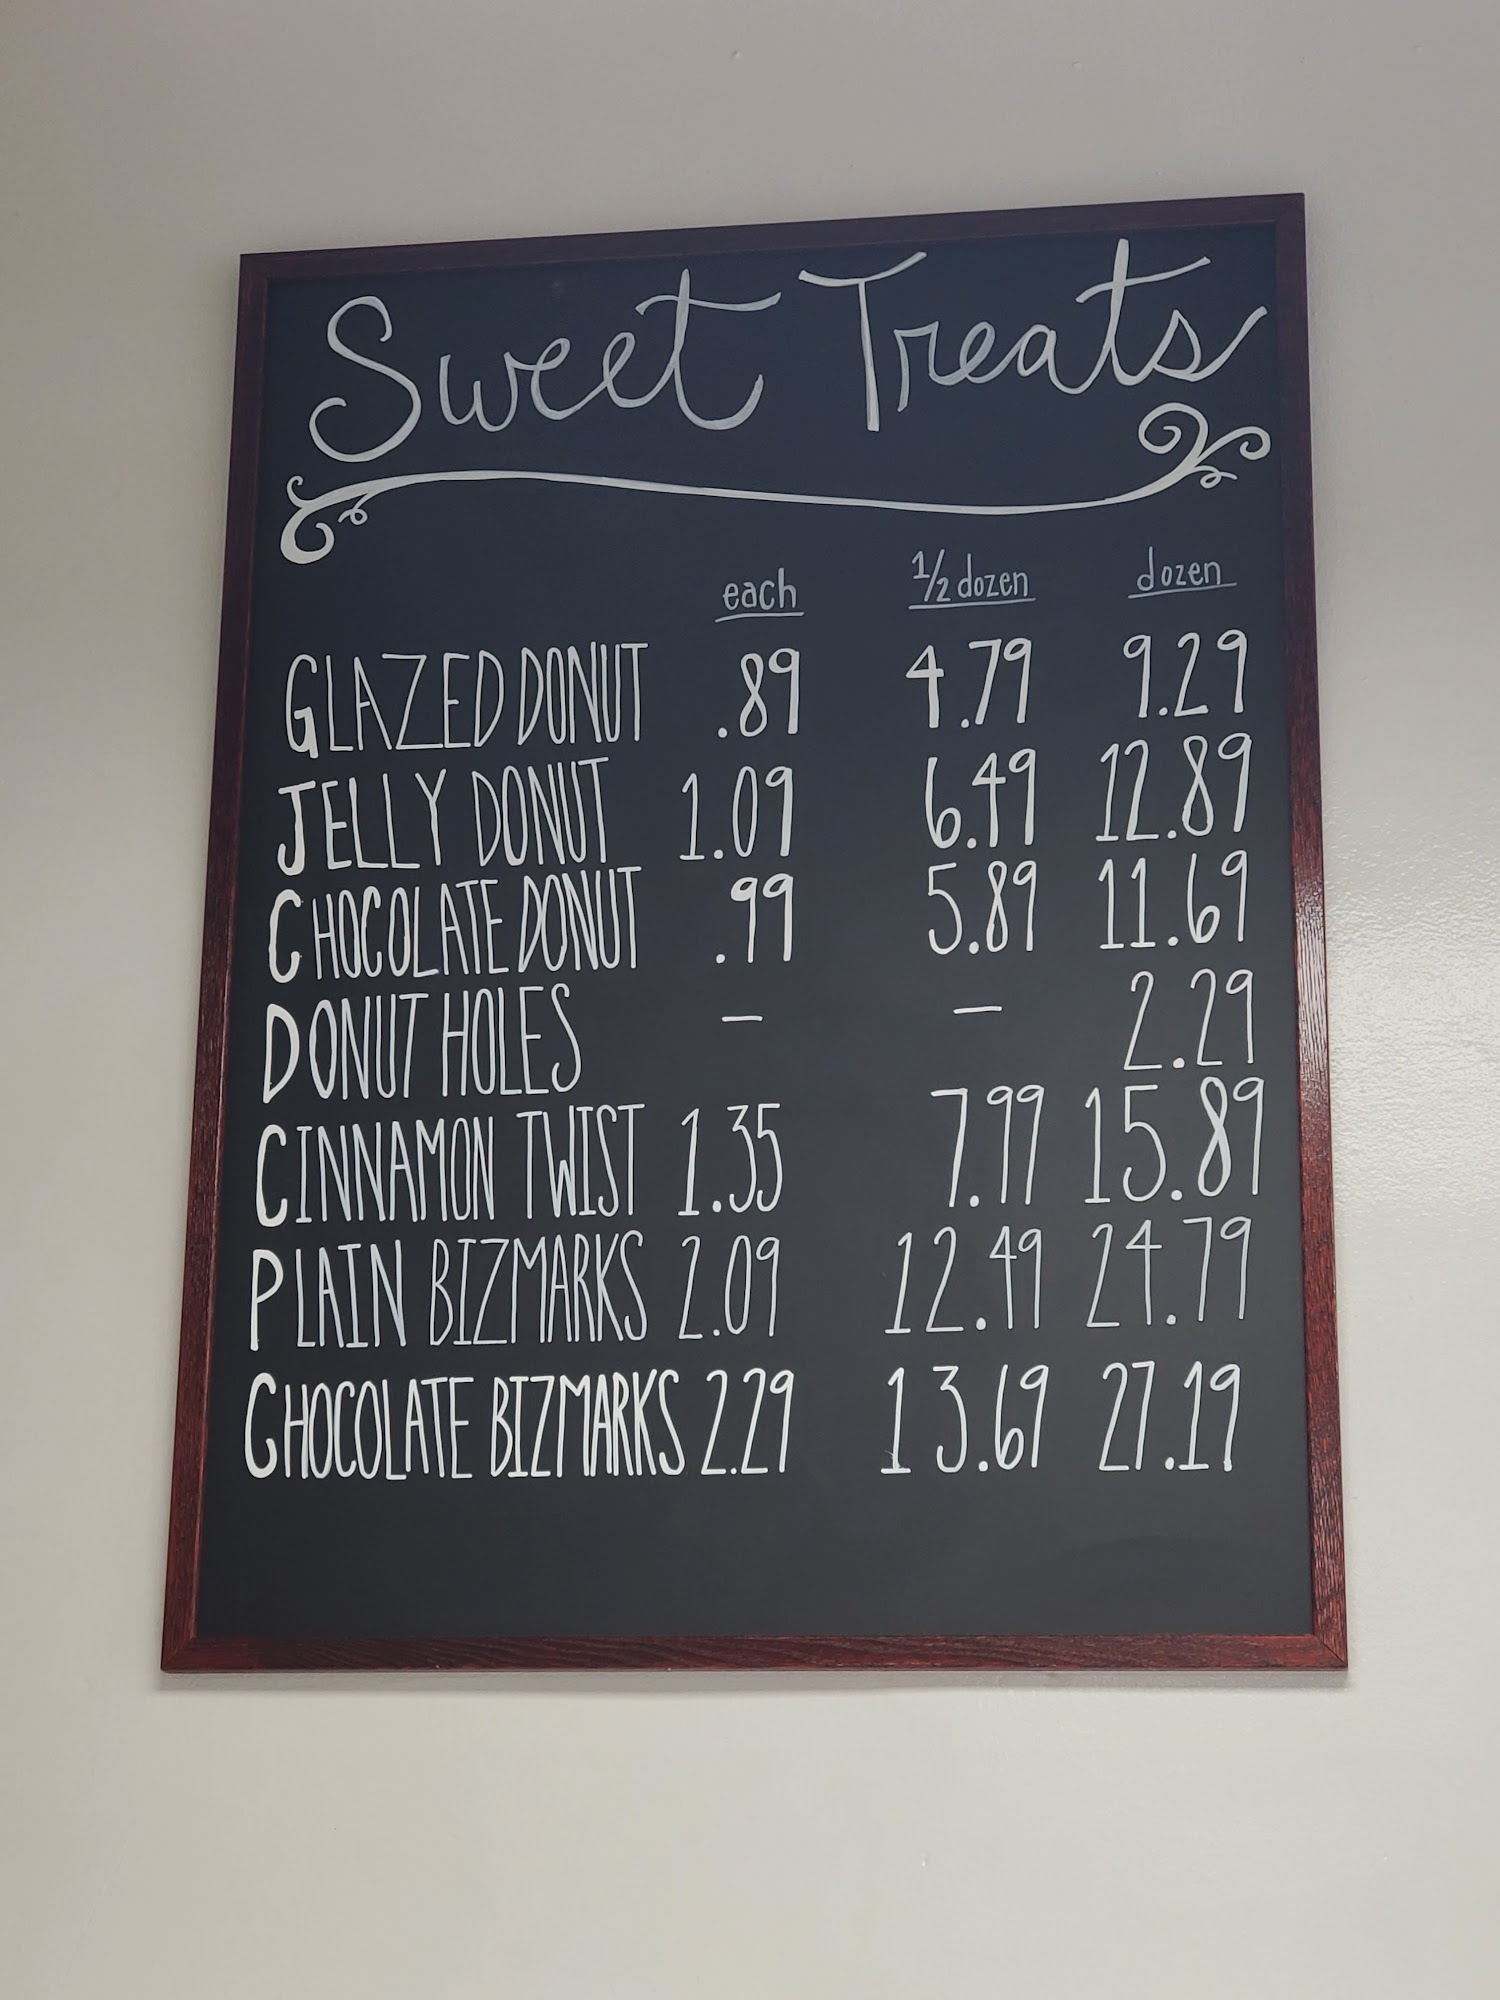 Sweet Treats
each 1/2 dozen dozen
GLAZED DONUT .89 4.79 9.29
JELLY DONUT 1.09 6.49 12.89
CHOCOLATE DONUT .99 5.89 11.69
DONUT HOLES – – 2.29
CINNAMON TWIST 1.35 7.99 15.89
PLAIN BIZMARKS 2.09 12.49 24.79
CHOCOLATE BIZMARKS 2.29 13.69 27.19